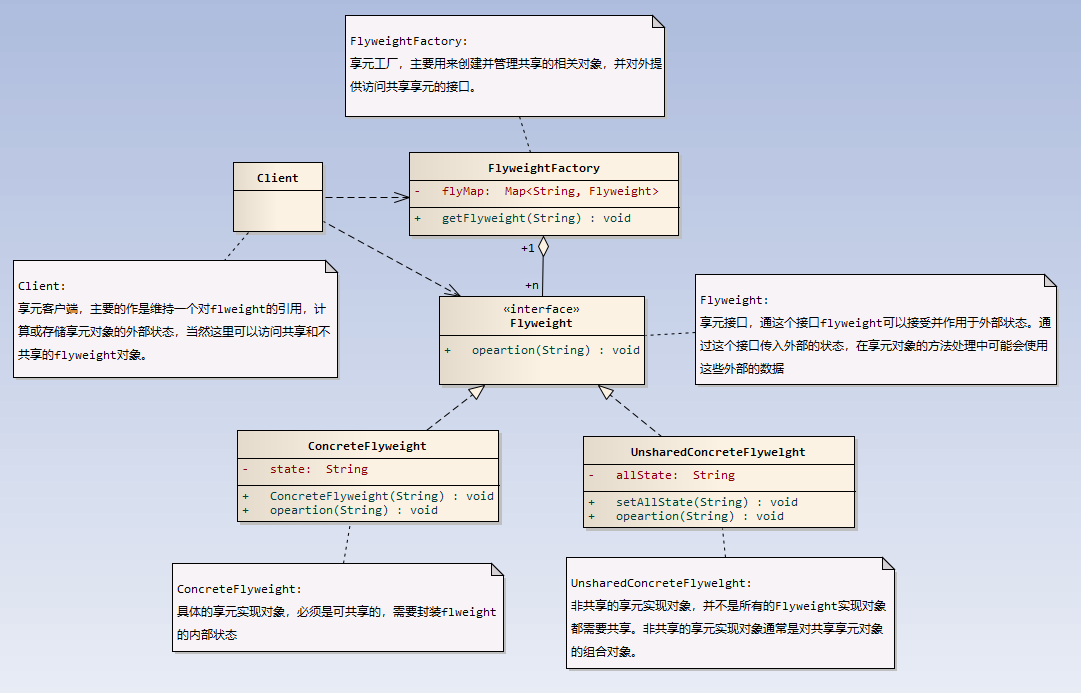 FlyweightFactory:
享元工厂，主要用来创建并管理共享的相关对象，并对外提
供访问共享享元的接口。
Client
FlyweightFactory
- flyMap: Map<String, Flyweight>
+ getFlyweight(String) : void
+1
+n
Client:
享元客户端，主要的作是维持一个对flweight的引用，计
算或存储享元对象的外部状态，当然这里可以访问共享和不
共享的flyweight对象。
«interface»
Flyweight
+ opeartion(String) : void
Flyweight:
享元接口，通这个接口flyweight可以接受并作用于外部状态。通
过这个接口传入外部的状态，在享元对象的方法处理中可能会使用
这些外部的数据
ConcreteFlyweight
- state: String
+ ConcreteFlyweight(String) : void
+ opeartion(String) : void
UnsharedConcreteFlywelght
- allState: String
+ setAllState(String) : void
+ opeartion(String) : void
ConcreteFlyweight:
具体的享元实现对象，必须是可共享的，需要封装flweight
的内部状态
UnsharedConcreteFlywelght:
非共享的享元实现对象，并不是所有的Flyweight实现对象
都需要共享。非共享的享元实现对象通常是对共享享元对象
的组合对象。